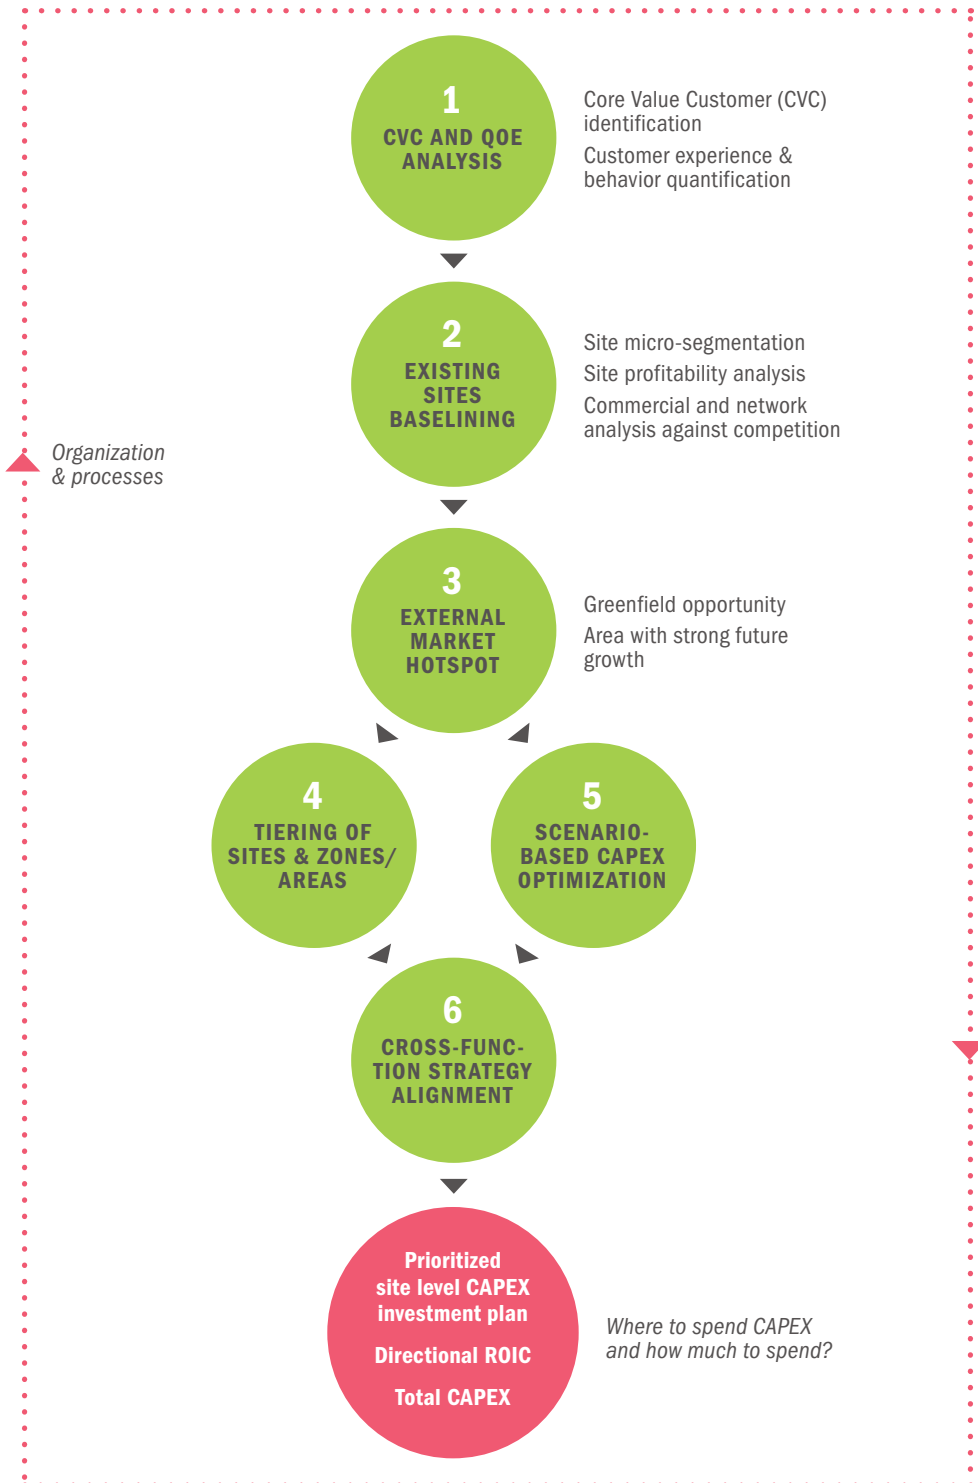 1
CVC AND QOE
ANALYSIS
Core Value Customer (CVC)
identification
Customer experience &
behavior quantification
2
EXISTING
SITES
BASELINING
Site micro-segmentation
Site profitability analysis
Commercial and network
analysis against competition
Organization
& processes
3
EXTERNAL
MARKET
HOTSPOT
Greenfield opportunity
Area with strong future
growth
4
TIERING OF
SITES & ZONES/
AREAS
5
SCENARIO-
BASED CAPEX
OPTIMIZATION
6
CROSS-FUNC-
TION STRATEGY
ALIGNMENT
Prioritized
site level CAPEX
investment plan
Directional ROIC
Total CAPEX
Where to spend CAPEX
and how much to spend?